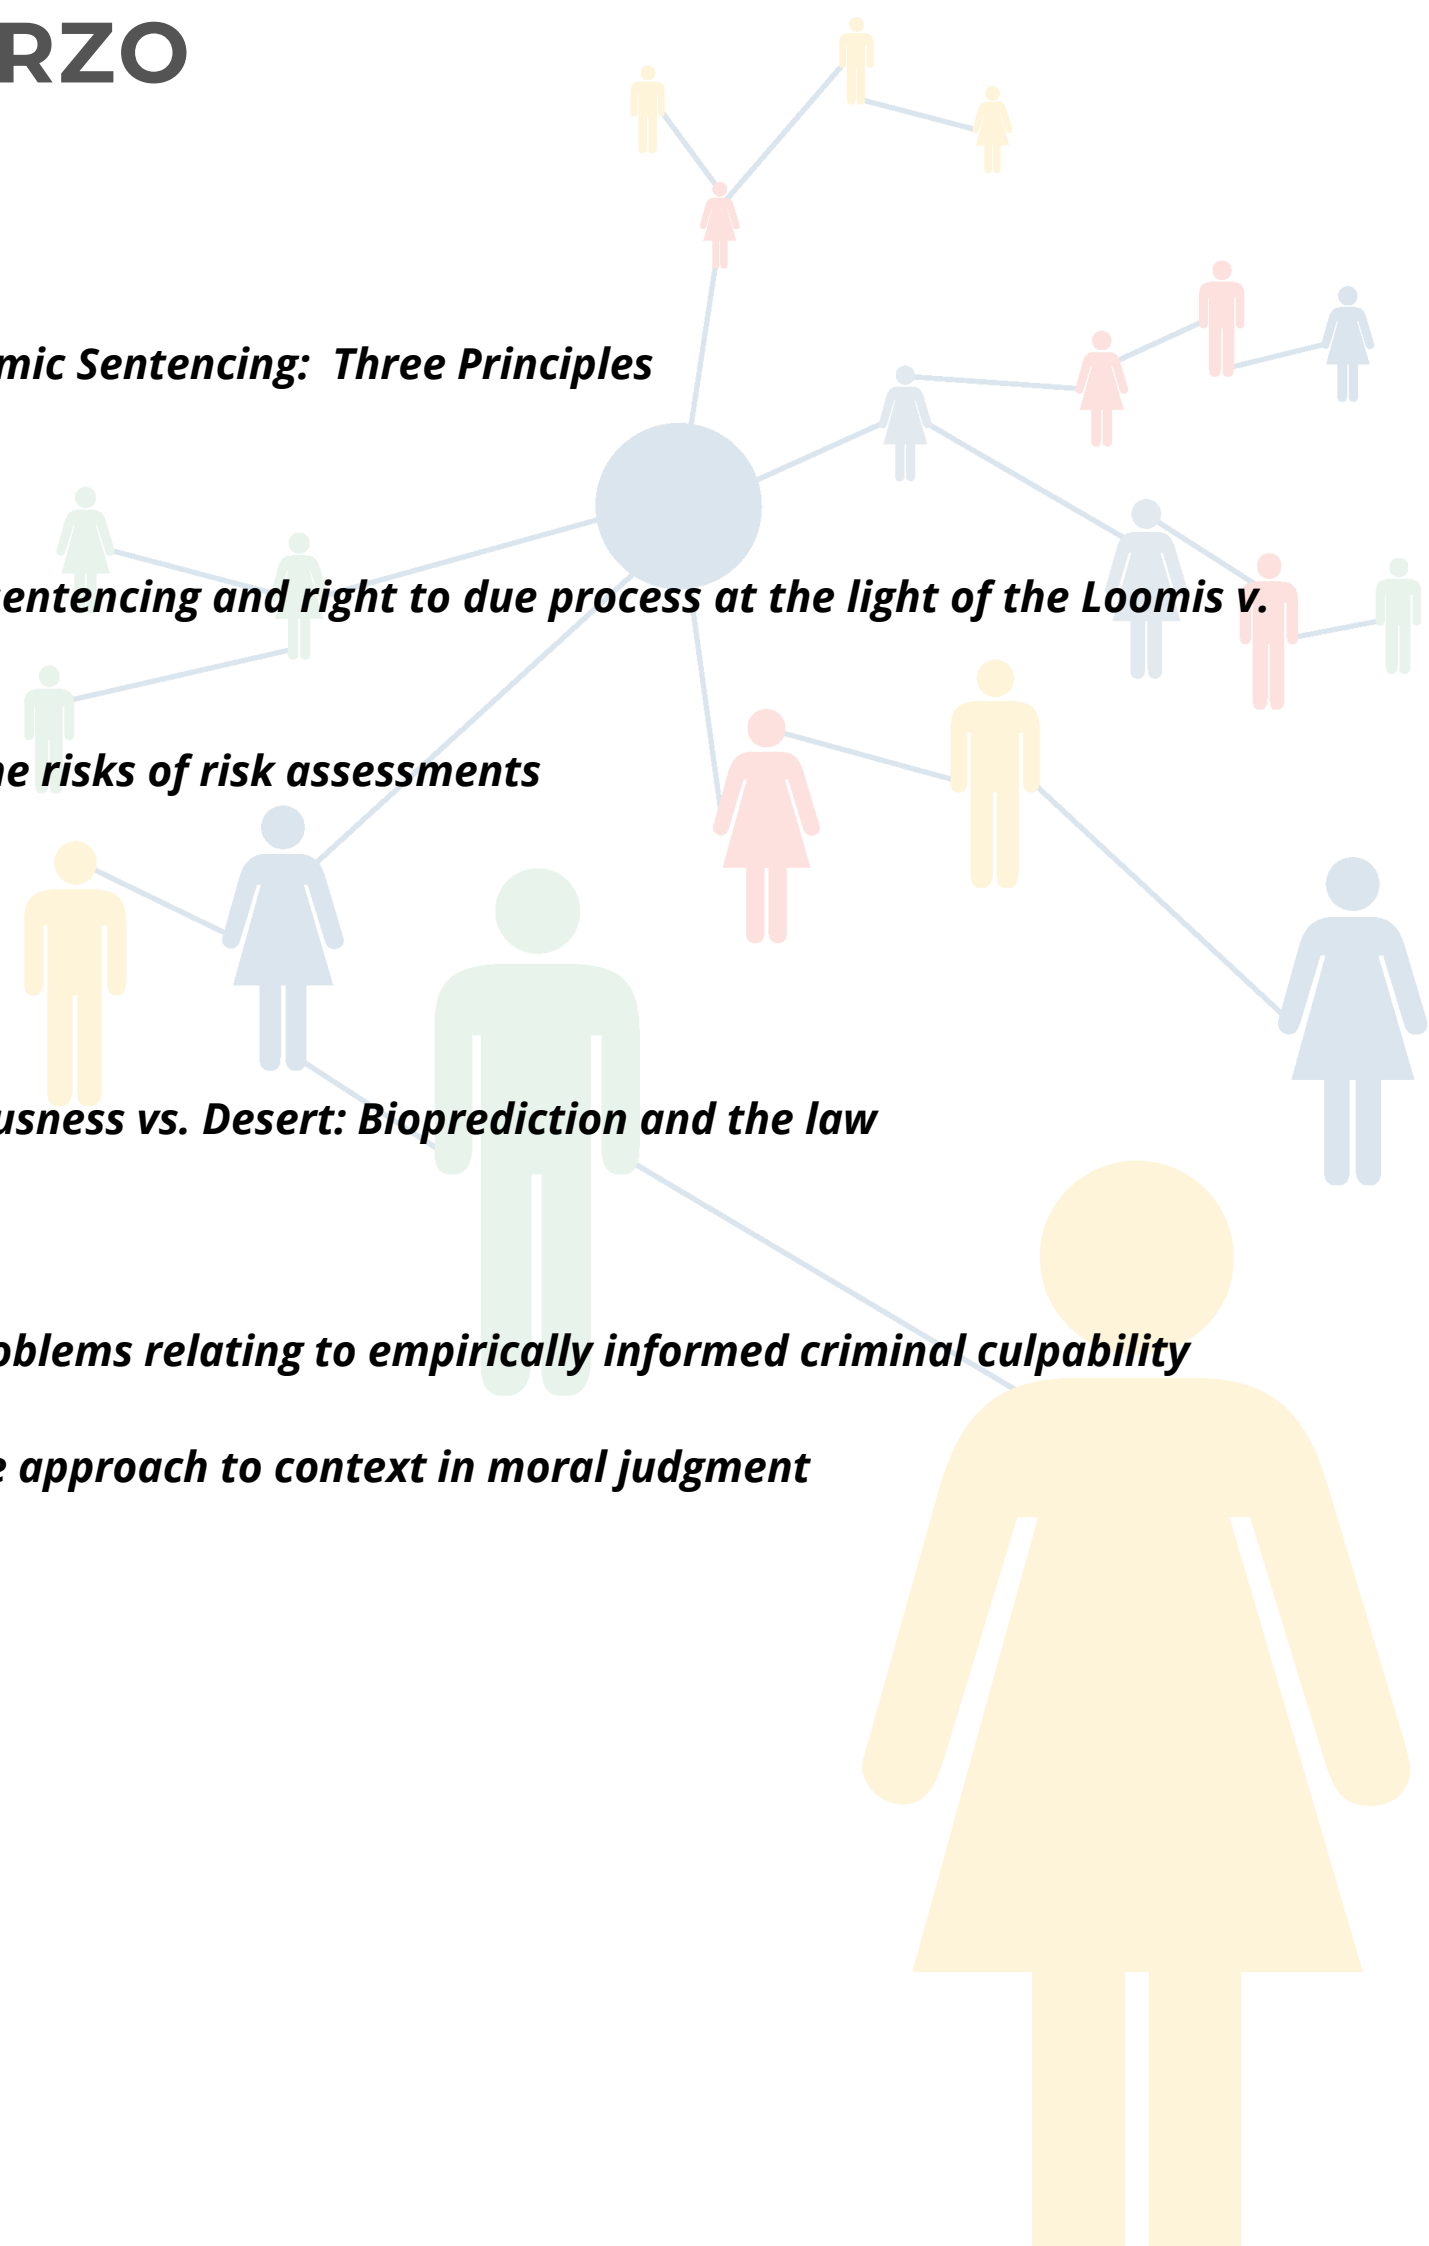 RZO
mic Sentencing:  Three Principles
entencing and right to due process at the light of the Loomis v.
e risks of risk assessments
usness vs. Desert: Bioprediction and the law
oblems relating to empirically informed criminal culpability
e approach to context in moral judgment